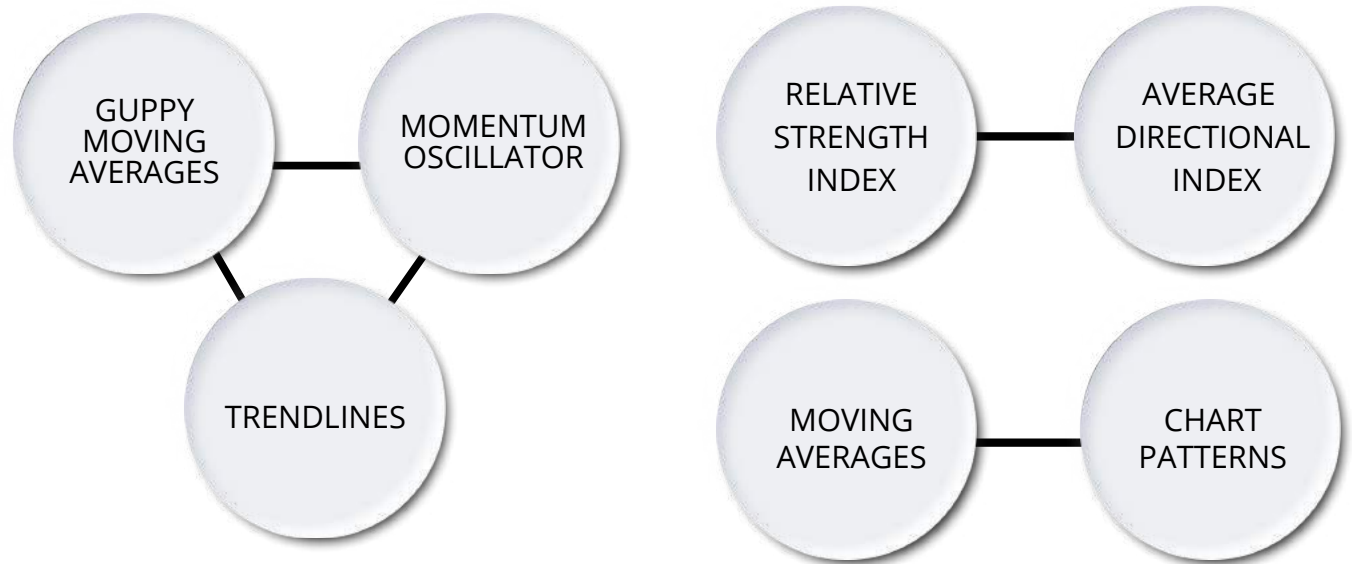 GUPPY
MOVING
AVERAGES
MOMENTUM
OSCILLATOR
TRENDLINES
RELATIVE
STRENGTH
INDEX
AVERAGE
DIRECTIONAL
INDEX
MOVING
AVERAGES
CHART
PATTERNS